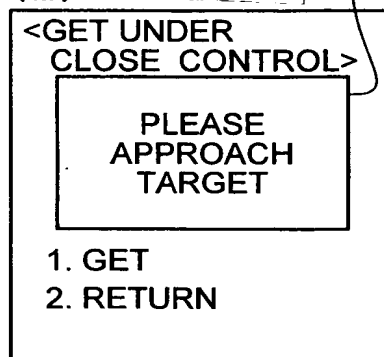 <GET UNDER
CLOSE CONTROL>
PLEASE
APPROACH
TARGET
1. GET
2. RETURN